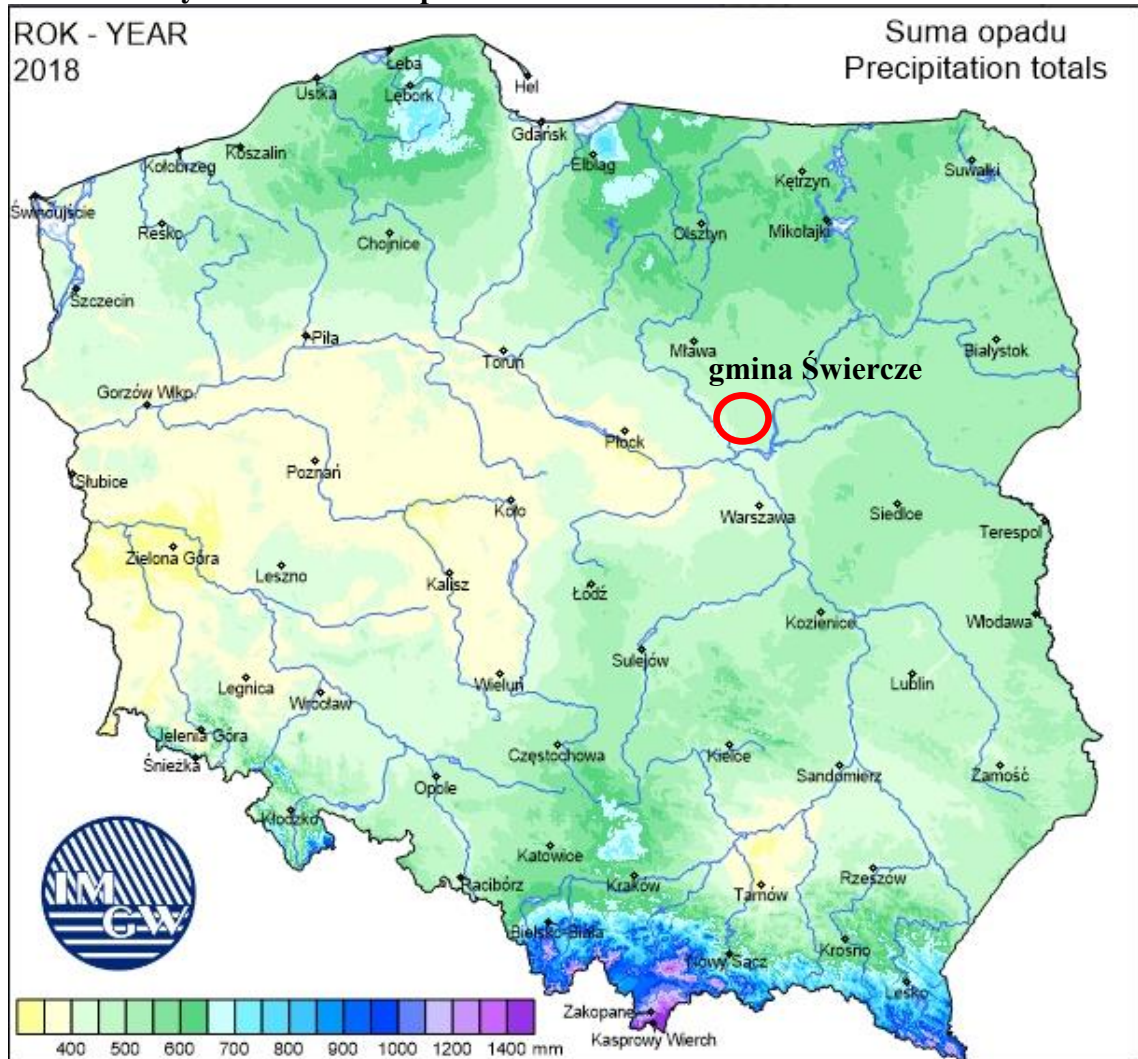 ROK - YEAR
2018
Suma opadu
Precipitation totals
Łeba
Ustka
Lębork
Hel
Gdańsk
Koszalin
Kołobrzeg
Elbląg
Kętrzyn
Suwałki
Świnoujście
Resko
Chojnice
Olsztyn
Mikołajki
Szczecin
Piła
Toruń
Mława
Białystok
gmina Świercze
Gorzów Wlkp.
Płock
Poznań
Słubice
Koło
Warszawa
Siedlce
Terespol
Zielona Góra
Leszno
Kalisz
Łódź
Kozienice
Włodawa
Sulejów
Legnica
Wrocław
Wieluń
Lublin
Jelenia Góra
Śnieżka
Częstochowa
Kielce
Sandomierz
Zamość
Opole
Kłodzko
Katowice
Racibórz
Kraków
Tarnów
Rzeszów
Bielsko-Biała
Nowy Sącz
Krosno
Lesko
Zakopane
Kasprowy Wierch
IM
GW
400 500 600 700 800 900 1000 1200 1400 mm